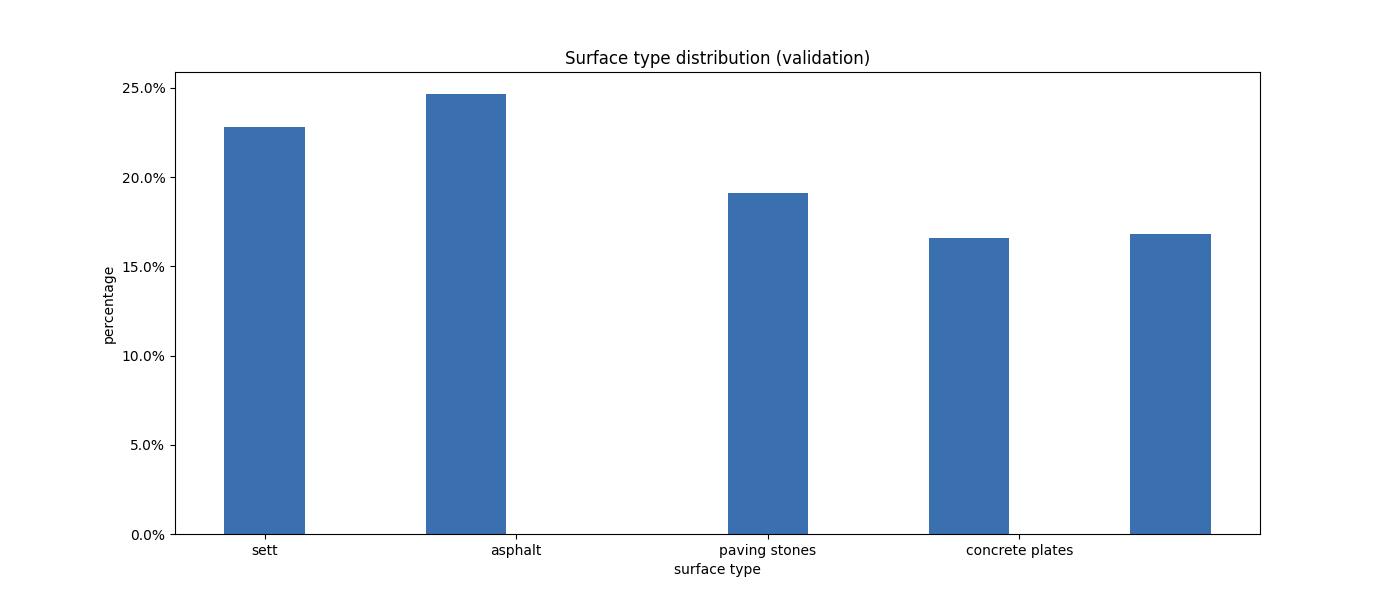 Surface type distribution (validation)
25.0%
20.0%
15.0%
10.0%
5.0%
0.0%
percentage
sett asphalt paving stones concrete plates
surface type